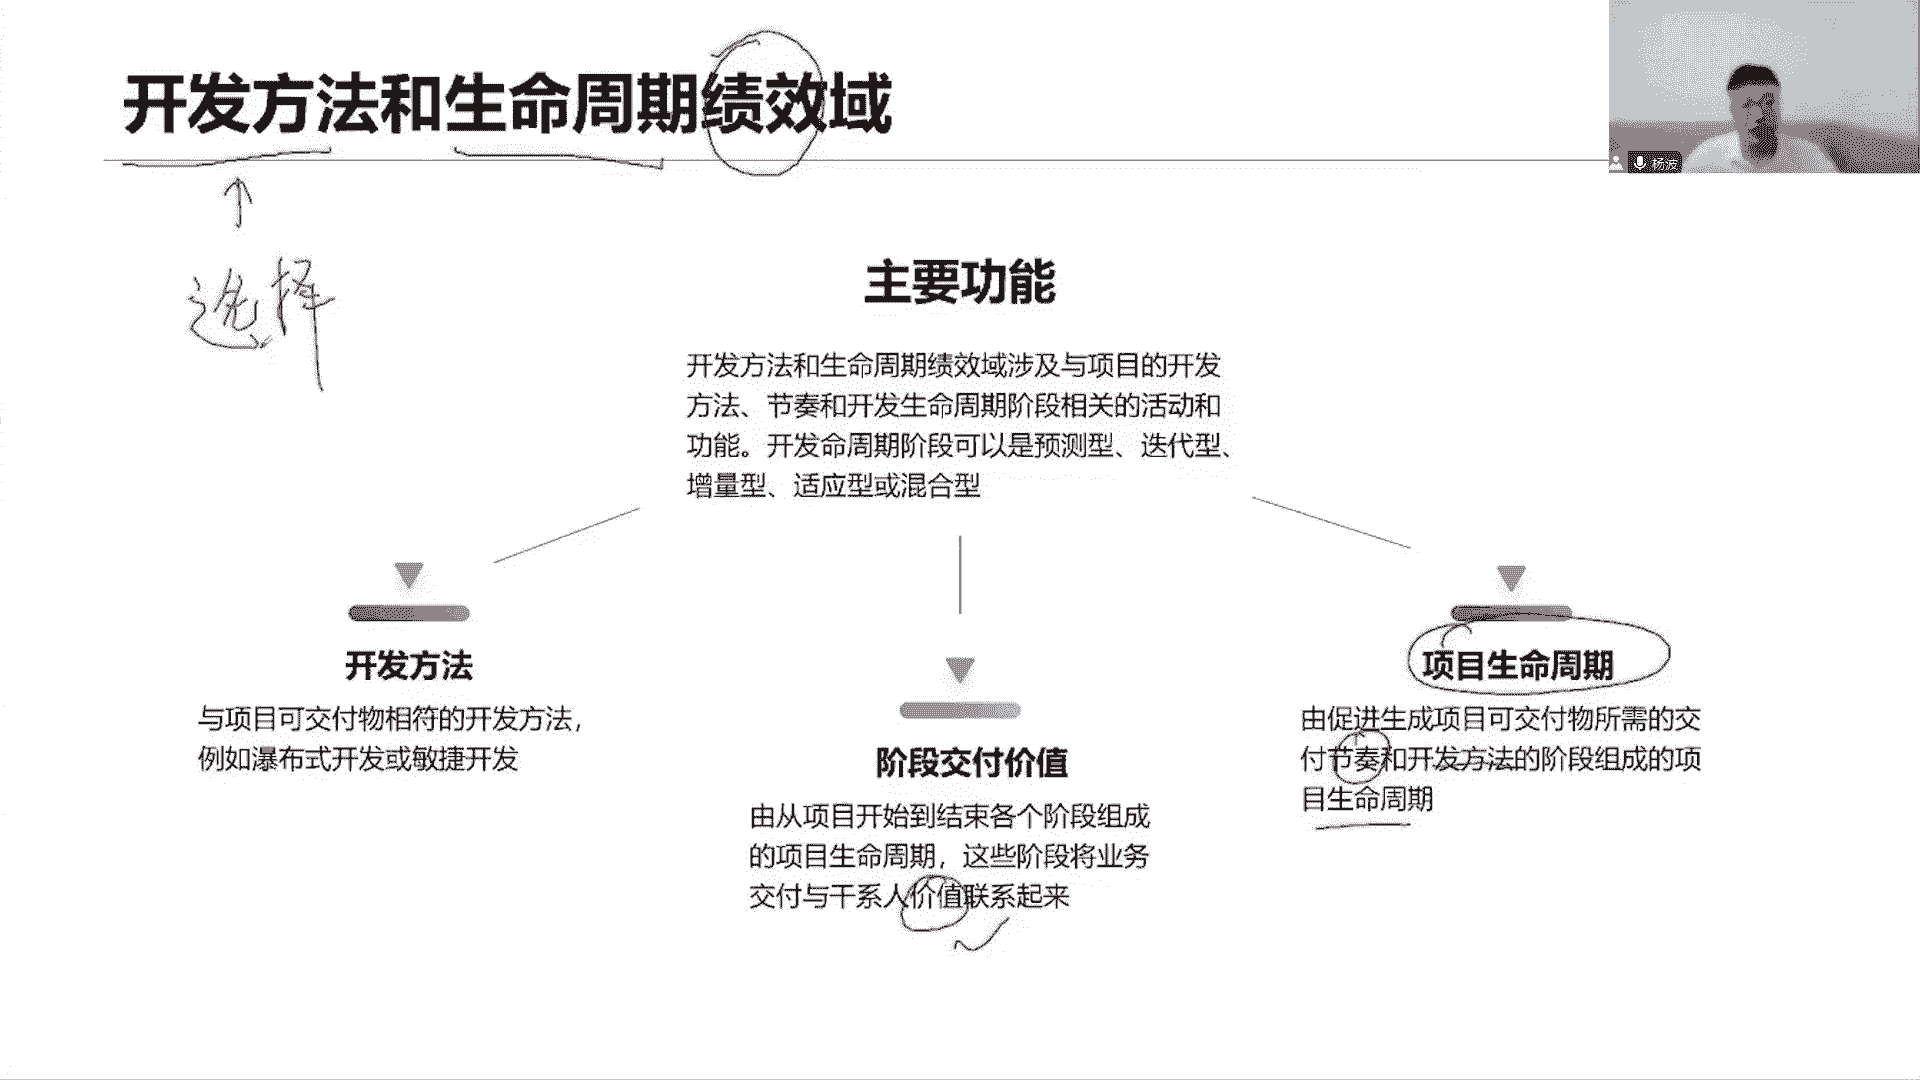 开发方法和生命周期绩效域
杨波
选择
主要功能
开发方法和生命周期绩效域涉及与项目的开发
方法、节奏和开发生命周期阶段相关的活动和
功能。开发命周期阶段可以是预测型、迭代型、
增量型、适应型或混合型
开发方法
与项目可交付物相符的开发方法，
例如瀑布式开发或敏捷开发
阶段交付价值
由从项目开始到结束各个阶段组成
的项目生命周期，这些阶段将业务
交付与干系人价值联系起来
项目生命周期
由促进生成项目可交付物所需的交
付节奏和开发方法的阶段组成的项
目生命周期